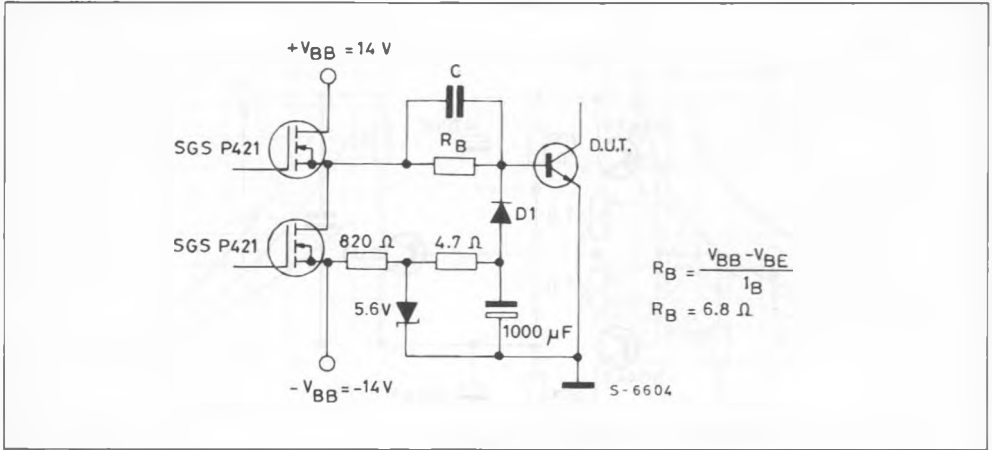 +VBB = 14 V
C
SGS P421
RB
D.U.T.
D1
SGS P421
820 Ω
4.7 Ω
RB = VBB - VBE
IB
RB = 6.8 Ω
5.6V
1000 µF
-VBB = -14 V
S-6604